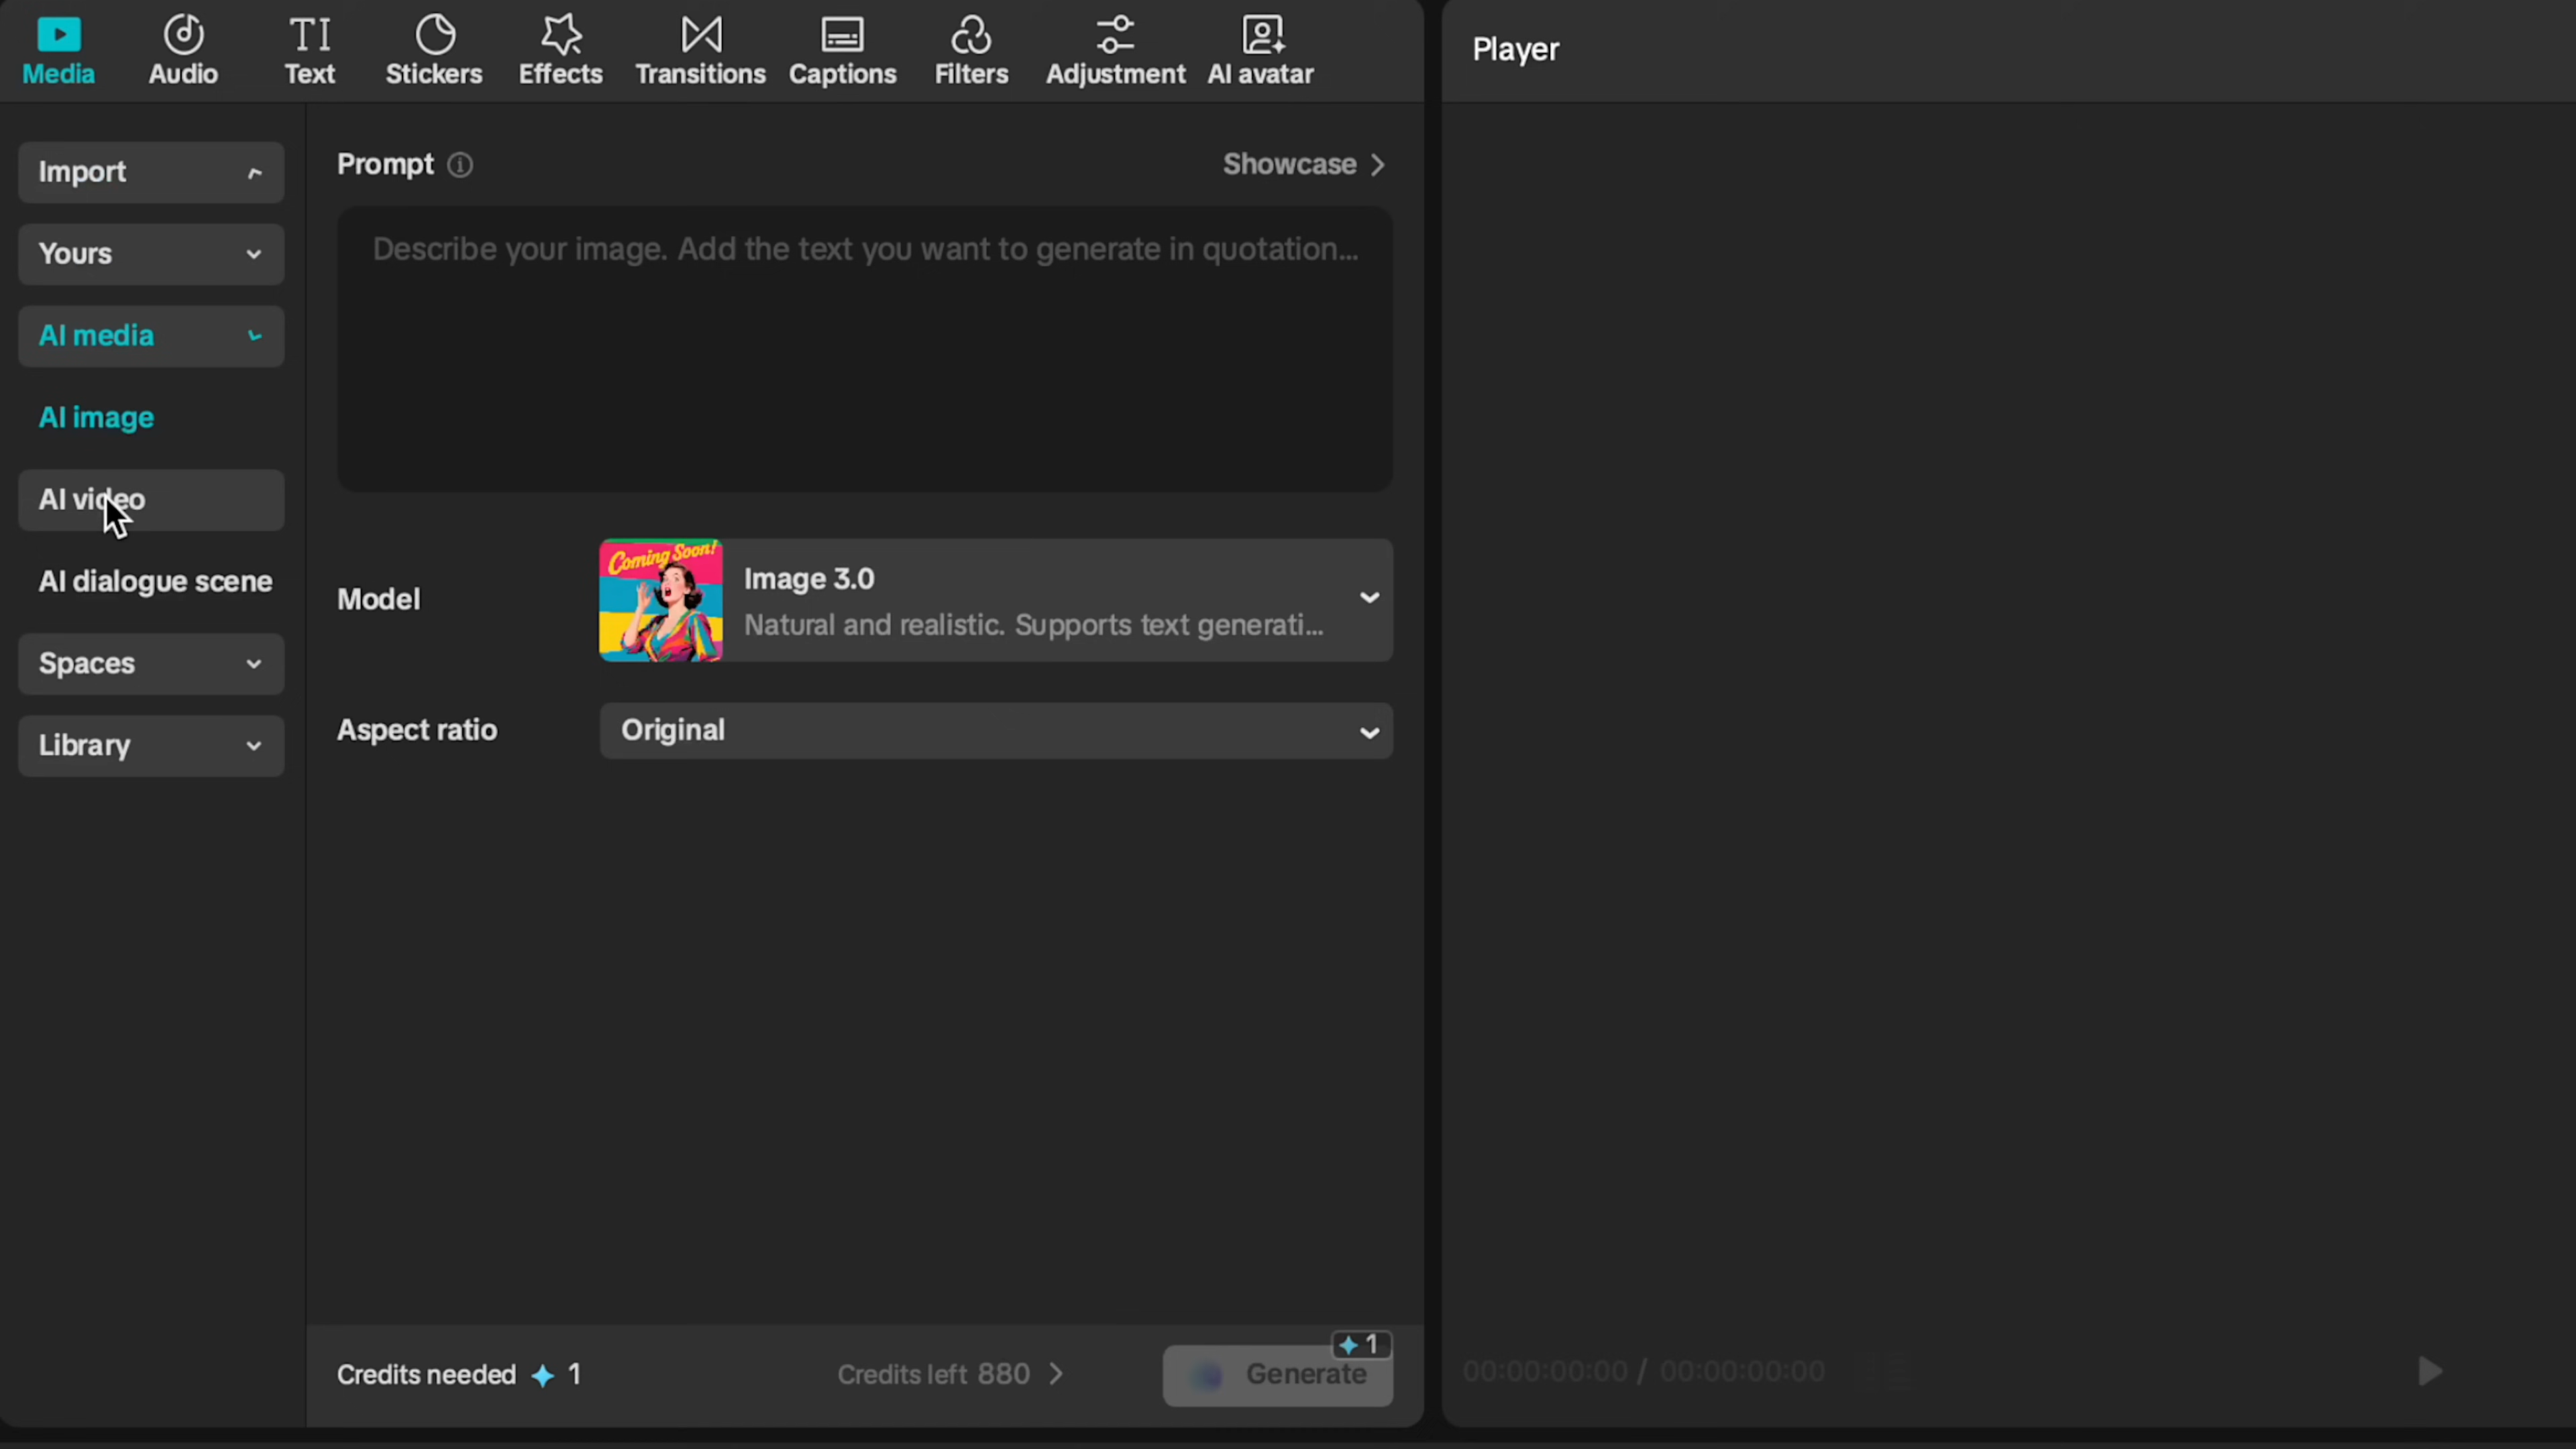 Media
Audio
Text
Stickers
Effects
Transitions
Captions
Filters
Adjustment
AI avatar
Player
Import
Yours
AI media
AI image
AI video
AI dialogue scene
Spaces
Library
Prompt
Showcase
Describe your image. Add the text you want to generate in quotation...
Model
Coming Soon!
Image 3.0
Natural and realistic. Supports text generati...
Aspect ratio
Original
Credits needed 1
Credits left 880
Generate
1
00:00:00:00 / 00:00:00:00